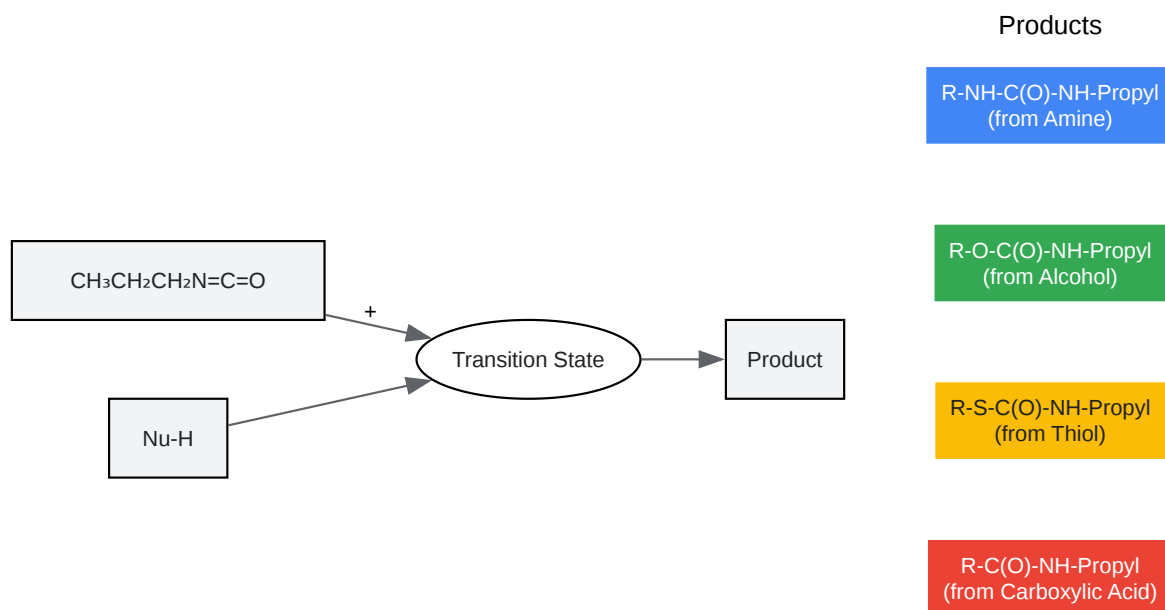 Products
R-NH-C(O)-NH-Propyl
(from Amine)
R-O-C(O)-NH-Propyl
(from Alcohol)
CH₃CH₂CH₂N=C=O
+
Transition State
Product
Nu-H
R-S-C(O)-NH-Propyl
(from Thiol)
R-C(O)-NH-Propyl
(from Carboxylic Acid)